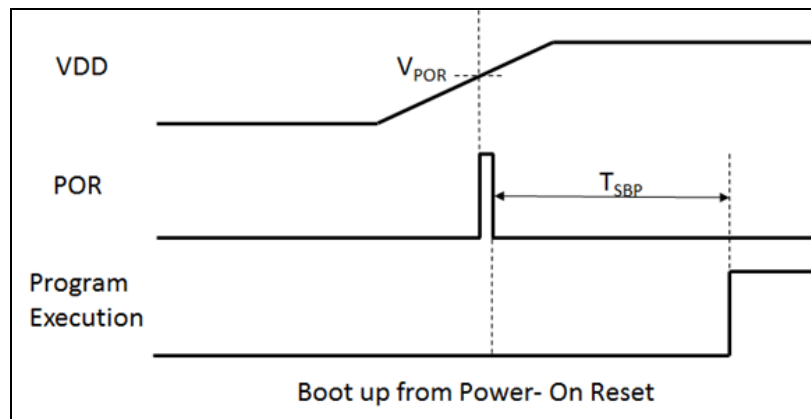 VDD
VPOR
POR
TSBP
Program
Execution
Boot up from Power- On Reset